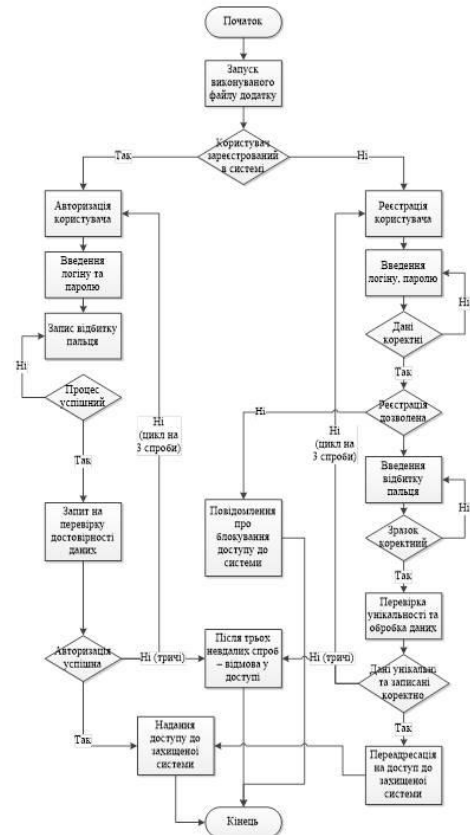 Початок
Запуск
виконуваного
файлу додатку
Користувач
зареєстрований
в системі
Так
Ні
Авторизація
користувача
Реєстрація
користувача
Введення
логіну та
паролю
Введення
логіну, паролю
Ні
Запис відбитку
пальця
Дані
коректні
Ні
Так
Процес
успішний
Ні
(цикл на
3 спроби)
Ні
Реєстрація
дозволена
Ні
(цикл на
3 спроби)
Так
Так
Введення
відбитку
пальця
Ні
Запит на
перевірку
достовірності
даних
Повідомлення
про
блокування
доступу до
системи
Зразок
коректний
Так
Перевірка
унікальності та
обробка даних
Авторизація
успішна
Ні (тричі)
Після трьох
невдалих спроб
– відмова у
доступі
Ні (тричі)
Дані унікальні
та записані
коректно
Так
Так
Надання
доступу до
захищеної
системи
Переадресація
на доступ до
захищеної
системи
Кінець